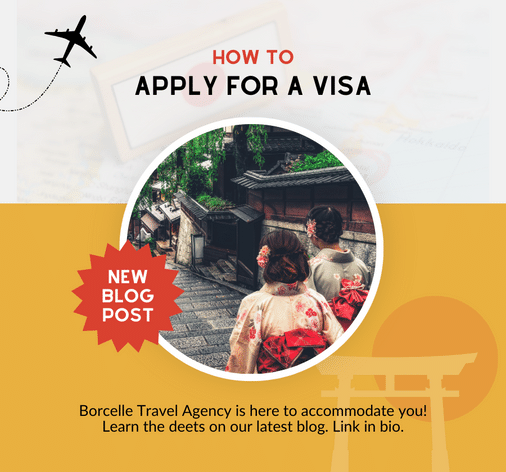 HOW TO
APPLY FOR A VISA
NEW
BLOG
POST
Borcelle Travel Agency is here to accommodate you!
Learn the deets on our latest blog. Link in bio.